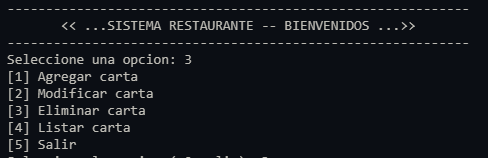 ------------------------------------------------------------
<< ...SISTEMA RESTAURANTE -- BIENVENIDOS ...>>
------------------------------------------------------------
Seleccione una opcion: 3
[1] Agregar carta
[2] Modificar carta
[3] Eliminar carta
[4] Listar carta
[5] Salir